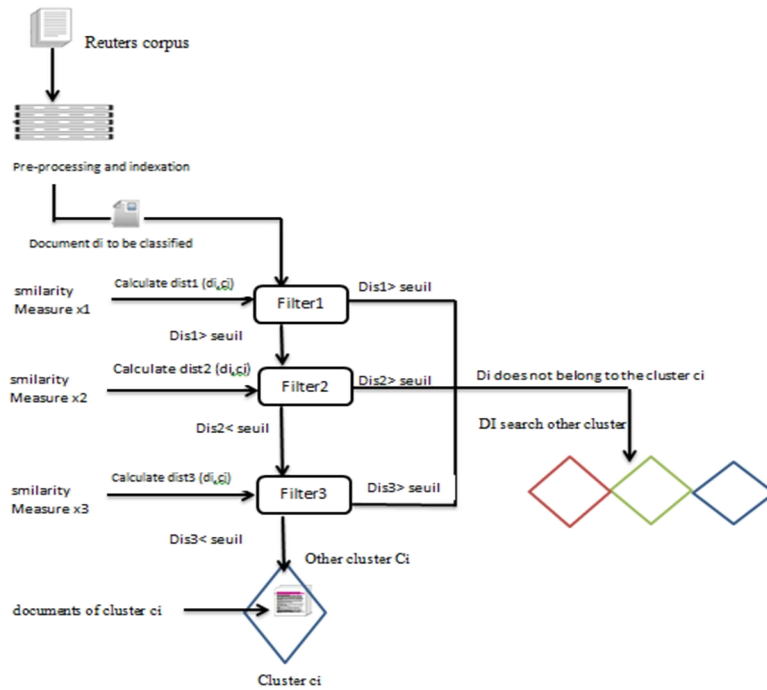 Reuters corpus
Pre-processing and indexation
Document di to be classified
smilarity
Measure x1
Calculate dist1 (di,ci)
Filter1
Dis1> seuil
Dis1> seuil
smilarity
Measure x2
Calculate dist2 (di,ci)
Filter2
Dis2> seuil
Di does not belong to the cluster ci
DI search other cluster
Dis2< seuil
smilarity
Measure x3
Calculate dist3 (di,ci)
Filter3
Dis3> seuil
Dis3< seuil
Other cluster Ci
documents of cluster ci
Cluster ci